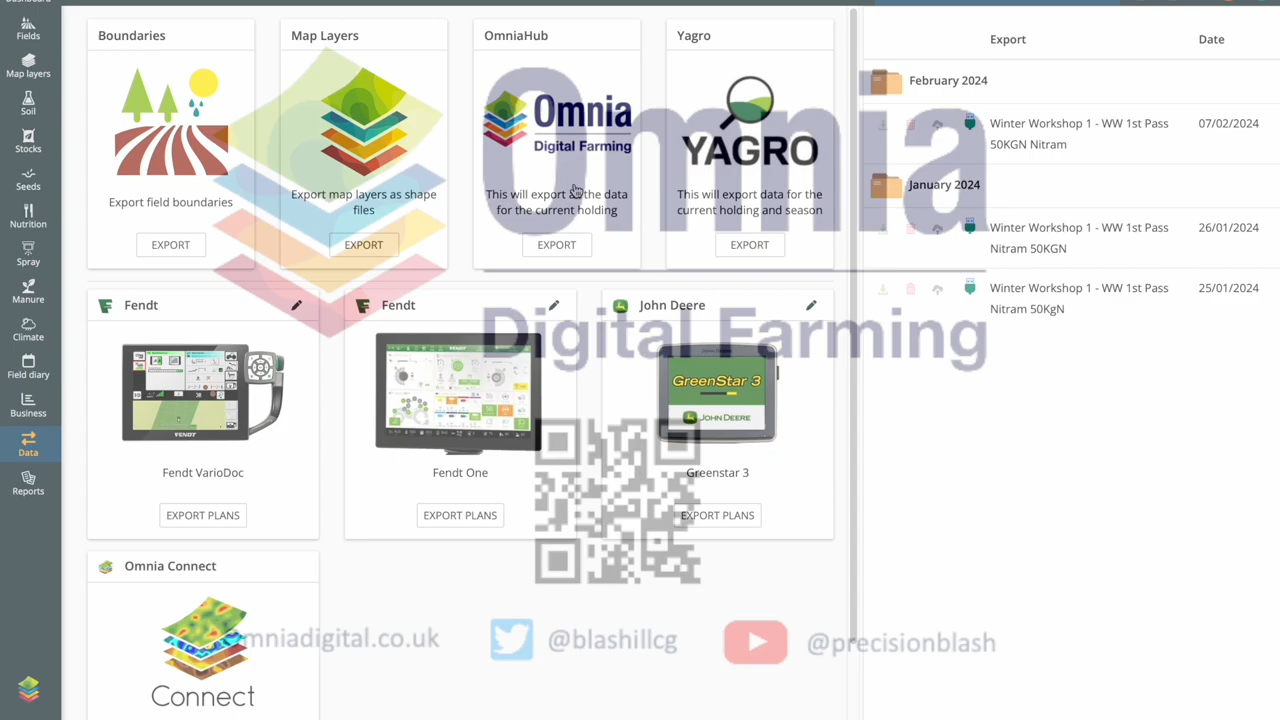 Dashboard
Fields
Map layers
Soil
Stocks
Seeds
Nutrition
Spray
Manure
Climate
Field diary
Business
Data
Reports
Boundaries
Export field boundaries
EXPORT
Map Layers
Export map layers as shape
files
EXPORT
OmniaHub
Omnia
Digital Farming
This will export all the data
for the current holding
EXPORT
Yagro
YAGRO
This will export data for the
current holding and season
EXPORT
Fendt
FENDT
Fendt VarioDoc
EXPORT PLANS
Fendt
Fendt One
EXPORT PLANS
John Deere
GreenStar 3
JOHN DEERE
Greenstar 3
EXPORT PLANS
Omnia Connect
Connect
Export
Date
February 2024
Winter Workshop 1 - WW 1st Pass
50KGN Nitram
07/02/2024
January 2024
Winter Workshop 1 - WW 1st Pass
Nitram 50KGN
26/01/2024
Winter Workshop 1 - WW 1st Pass
Nitram 50KgN
25/01/2024
Omnia
Digital Farming
omniadigital.co.uk
@blashillcg
@precisionblash